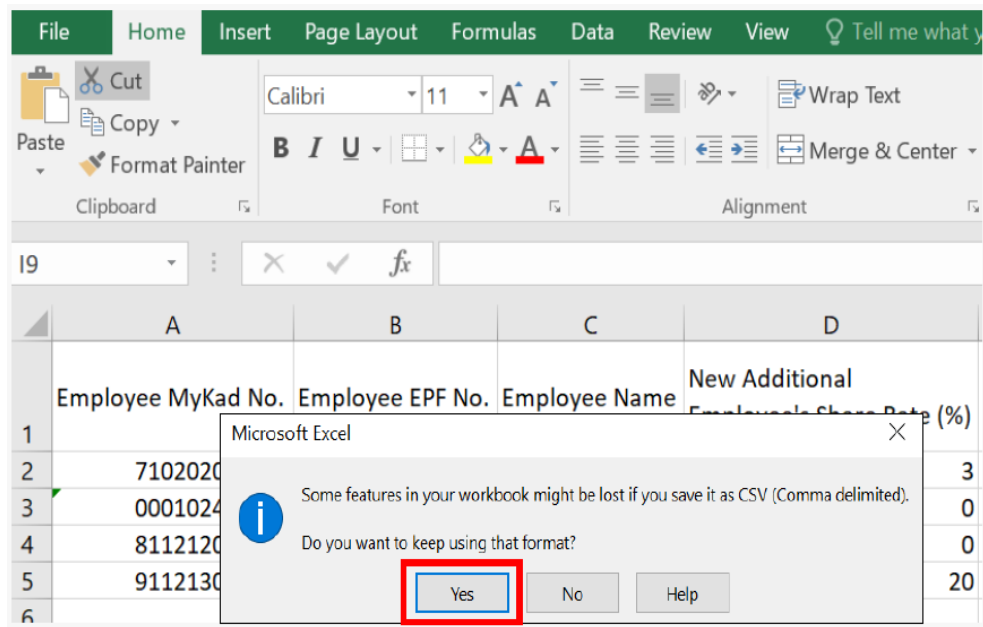 File Home Insert Page Layout Formulas Data Review View Tell me what
Cut
Copy
Paste
Format Painter
Clipboard
Calibri 11 A A
B I U A
Font
Wrap Text
Merge & Center
Alignment
I9 fx
A B C D
1 Employee MyKad No. Employee EPF No. Employee Name New Additional
(%)
2 7102020 3
3 0001024 0
4 8112120 0
5 9112130 20
6
Microsoft Excel
Some features in your workbook might be lost if you save it as CSV (Comma delimited).
Do you want to keep using that format?
Yes No Help